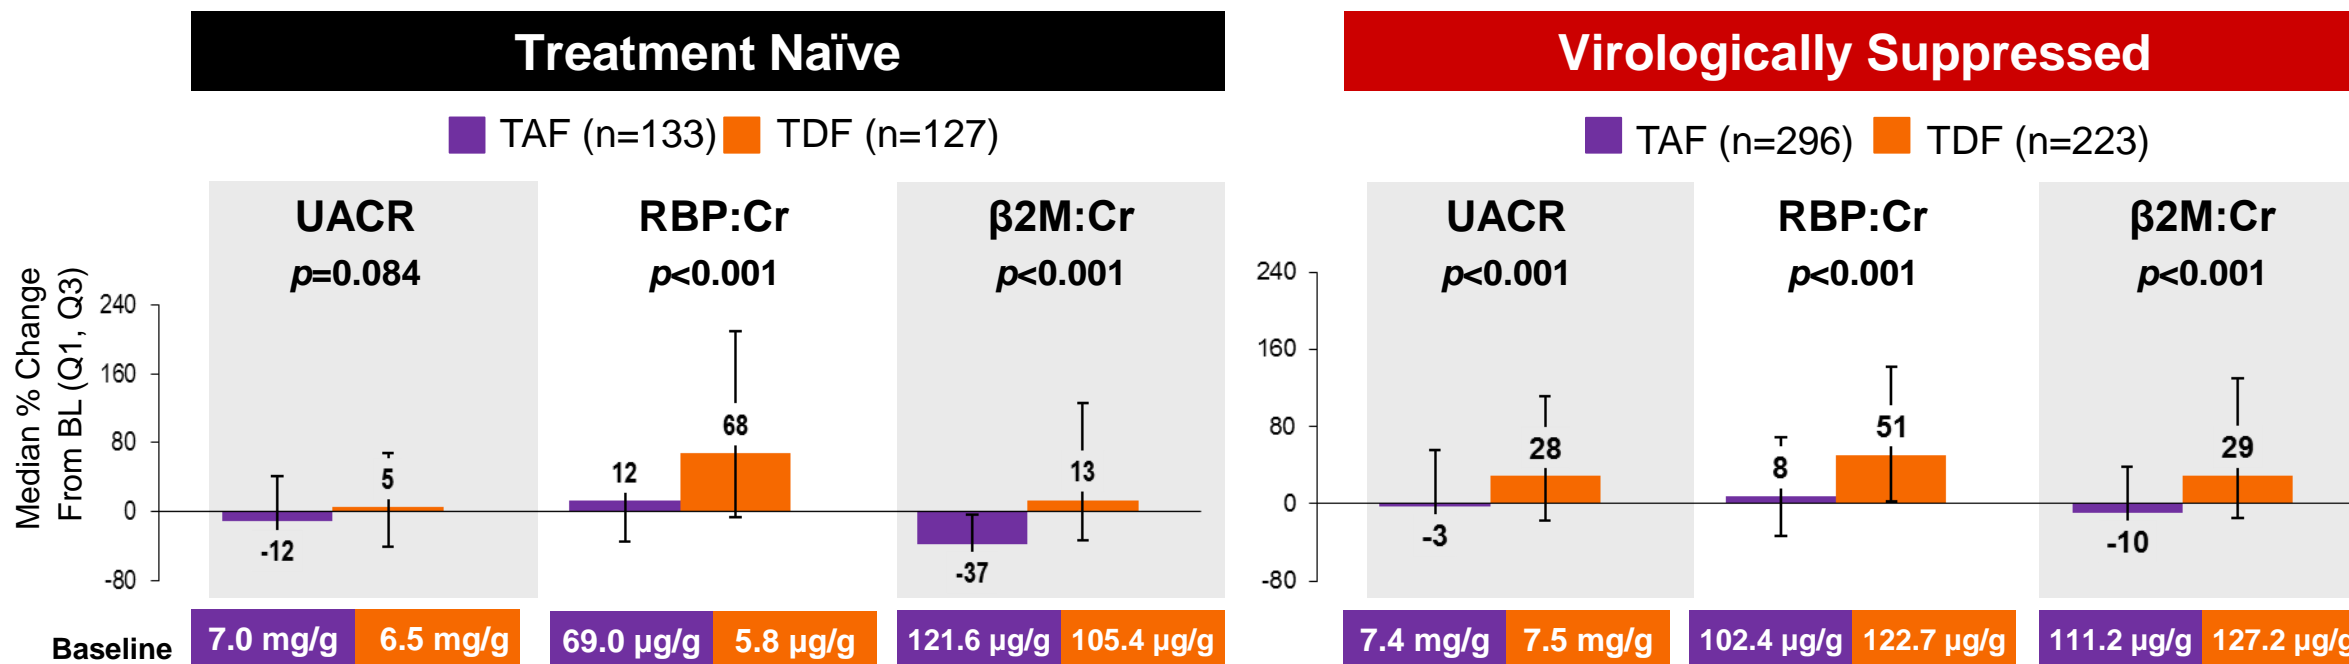 Treatment Naïve
TAF (n=133) TDF (n=127)
UACR RBP:Cr β2M:Cr
p=0.084 p<0.001 p<0.001
Median % Change
From BL (Q1, Q3)
240
160
80
0
-80
-12
5
12
68
-37
13
Baseline 7.0 mg/g 6.5 mg/g 69.0 µg/g 5.8 µg/g 121.6 µg/g 105.4 µg/g
Virologically Suppressed
TAF (n=296) TDF (n=223)
UACR RBP:Cr β2M:Cr
p<0.001 p<0.001 p<0.001
240
160
80
0
-80
-3
28
8
51
-10
29
7.4 mg/g 7.5 mg/g 102.4 µg/g 122.7 µg/g 111.2 µg/g 127.2 µg/g